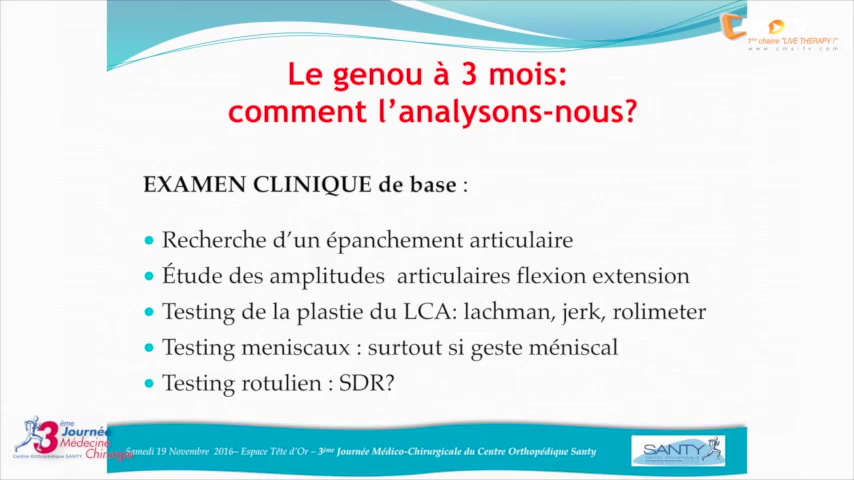 1ère chaîne "LIVE THERAPY !"
www.cms-tv.com
Le genou à 3 mois:
comment l'analysons-nous?
EXAMEN CLINIQUE de base :
Recherche d'un épanchement articulaire
Étude des amplitudes articulaires flexion extension
Testing de la plastie du LCA: lachman, jerk, rolimeter
Testing meniscaux : surtout si geste méniscal
Testing rotulien : SDR?
3ème
Journée
Médecine
Chirurgie
Centre Orthopédique SANTY
Samedi 19 Novembre 2016– Espace Tête d'Or – 3ème Journée Médico-Chirurgicale du Centre Orthopédique Santy
SANTY